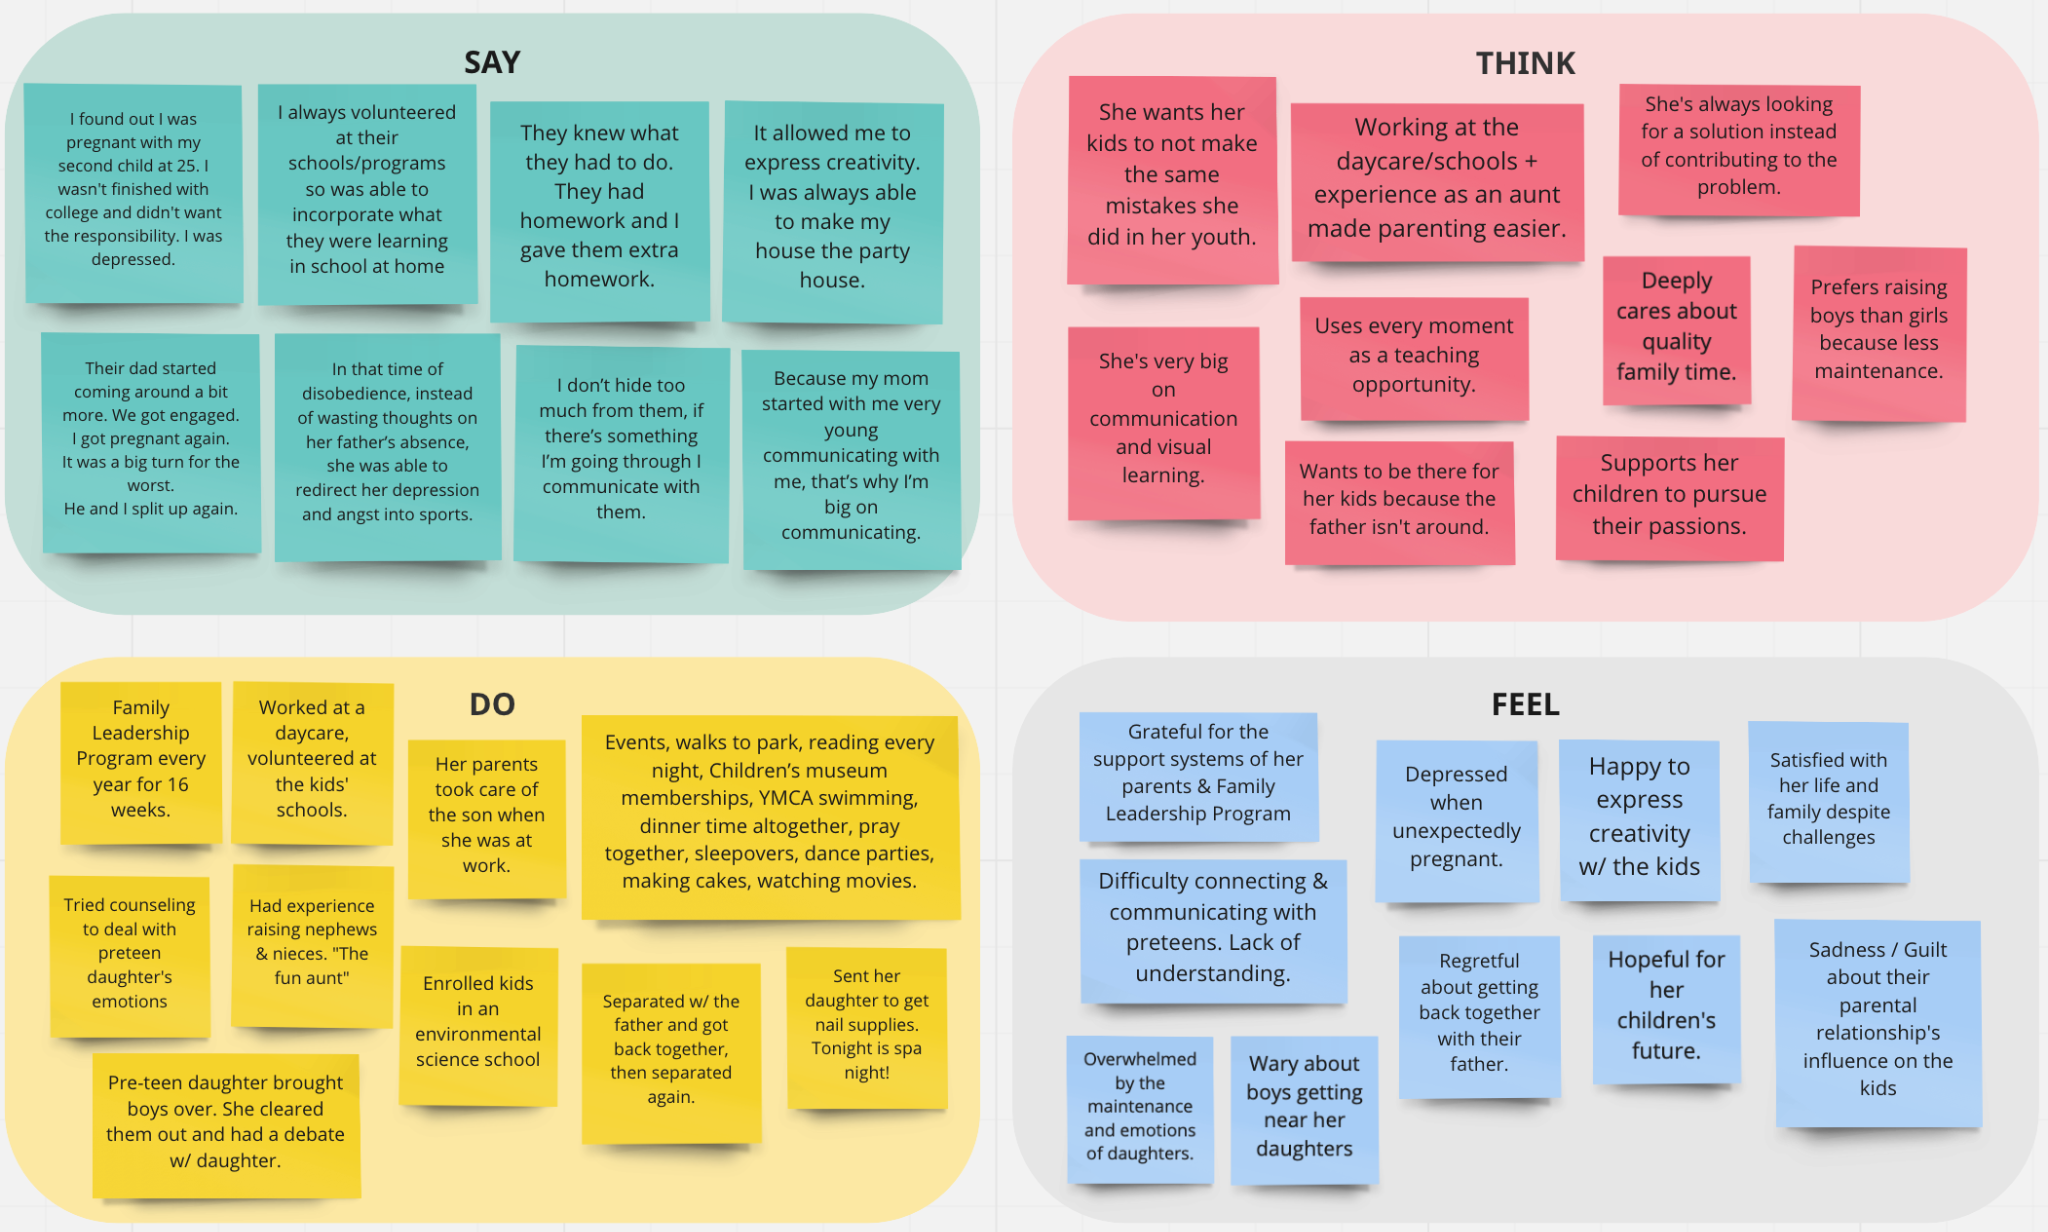 SAY
I found out I was
pregnant with my
second child at 25. I
wasn't finished with
college and didn't want
the responsibility. I was
depressed.
I always volunteered
at their
schools/programs
so was able to
incorporate what
they were learning
in school at home
They knew what
they had to do.
They had
homework and I
gave them extra
homework.
It allowed me to
express creativity.
I was always able
to make my
house the party
house.
Their dad started
coming around a bit
more. We got engaged.
I got pregnant again.
It was a big turn for the
worst.
He and I split up again.
In that time of
disobedience, instead
of wasting thoughts on
her father’s absence,
she was able to
redirect her depression
and angst into sports.
I don’t hide too
much from them, if
there’s something
I’m going through I
communicate with
them.
Because my mom
started with me very
young
communicating with
me, that’s why I’m
big on
communicating.
THINK
She wants her
kids to not make
the same
mistakes she
did in her youth.
Working at the
daycare/schools +
experience as an aunt
made parenting easier.
She's always looking
for a solution instead
of contributing to the
problem.
She's very big
on
communication
and visual
learning.
Uses every moment
as a teaching
opportunity.
Deeply
cares about
quality
family time.
Prefers raising
boys than girls
because less
maintenance.
Wants to be there for
her kids because the
father isn't around.
Supports her
children to pursue
their passions.
DO
Family
Leadership
Program every
year for 16
weeks.
Worked at a
daycare,
volunteered at
the kids'
schools.
Her parents
took care of
the son when
she was at
work.
Events, walks to park, reading every
night, Children’s museum
memberships, YMCA swimming,
dinner time altogether, pray
together, sleepovers, dance parties,
making cakes, watching movies.
Tried counseling
to deal with
preteen
daughter's
emotions
Had experience
raising nephews
& nieces. "The
fun aunt"
Enrolled kids
in an
environmental
science school
Separated w/ the
father and got
back together,
then separated
again.
Sent her
daughter to get
nail supplies.
Tonight is spa
night!
Pre-teen daughter brought
boys over. She cleared
them out and had a debate
w/ daughter.
FEEL
Grateful for the
support systems of her
parents & Family
Leadership Program
Depressed
when
unexpectedly
pregnant.
Happy to
express
creativity
w/ the kids
Satisfied with
her life and
family despite
challenges
Difficulty connecting &
communicating with
preteens. Lack of
understanding.
Regretful
about getting
back together
with their
father.
Hopeful for
her
children's
future.
Sadness / Guilt
about their
parental
relationship's
influence on the
kids
Overwhelmed
by the
maintenance
and emotions
of daughters.
Wary about
boys getting
near her
daughters